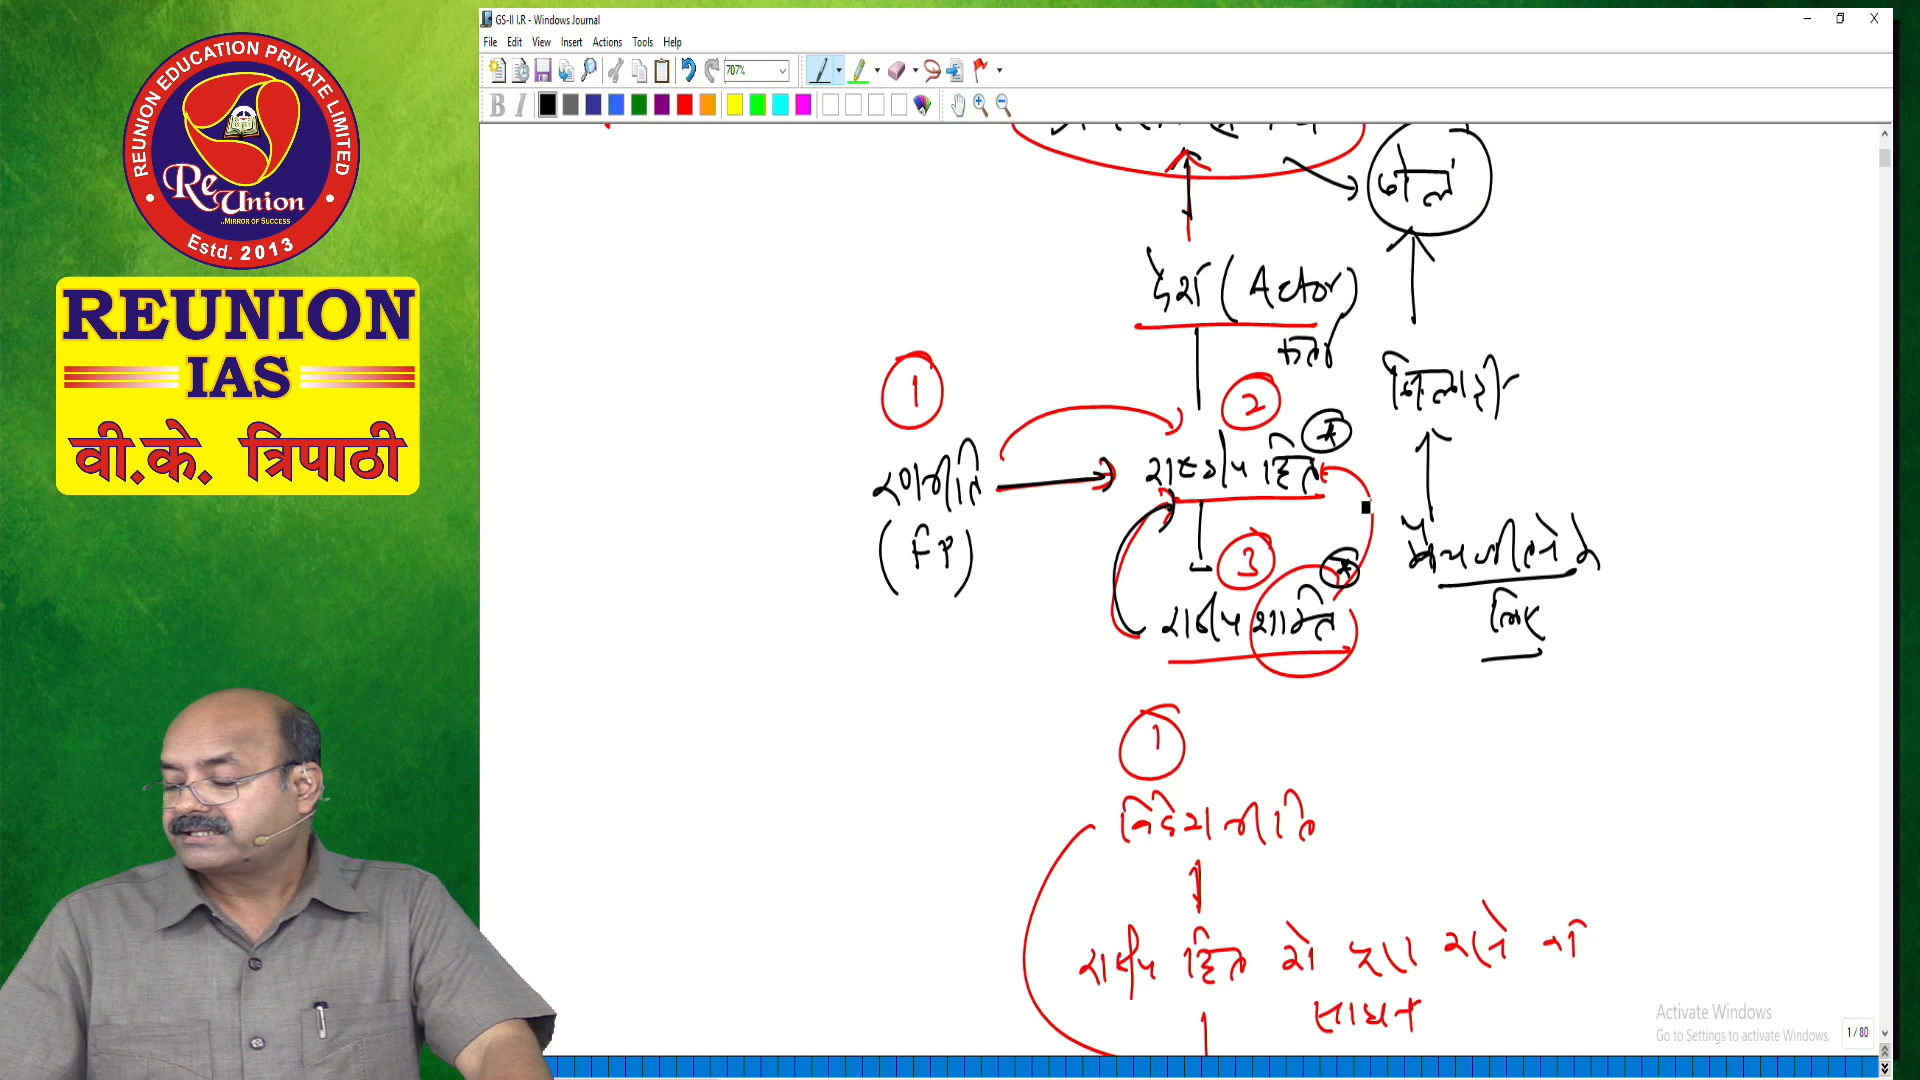 REUNION EDUCATION PRIVATE LIMITED
ReUnion
..MIRROR OF SUCCESS
Estd. 2013
REUNION
IAS
वी.के. त्रिपाठी
GS-II I.R - Windows Journal
File Edit View Insert Actions Tools Help
707%
B I
खेल
देश ( Actor )
कर्ता
1
2
खिलाड़ी
रणनीति
राष्ट्रीय हित
(FP)
3
मैच जीतने के
लिए
राष्ट्रीय शक्ति
1
विदेश नीति
राष्ट्रीय हित को पूरा करने का
साधन
Activate Windows
Go to Settings to activate Windows.
1 / 80